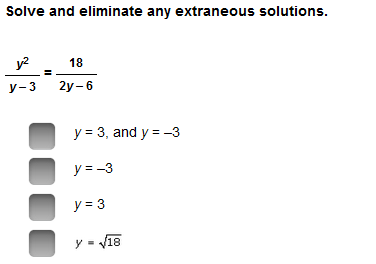 Solve and eliminate any extraneous solutions.
y²/y – 3 = 18/2y – 6
y = 3, and y = –3
y = –3
y = 3
y = √18